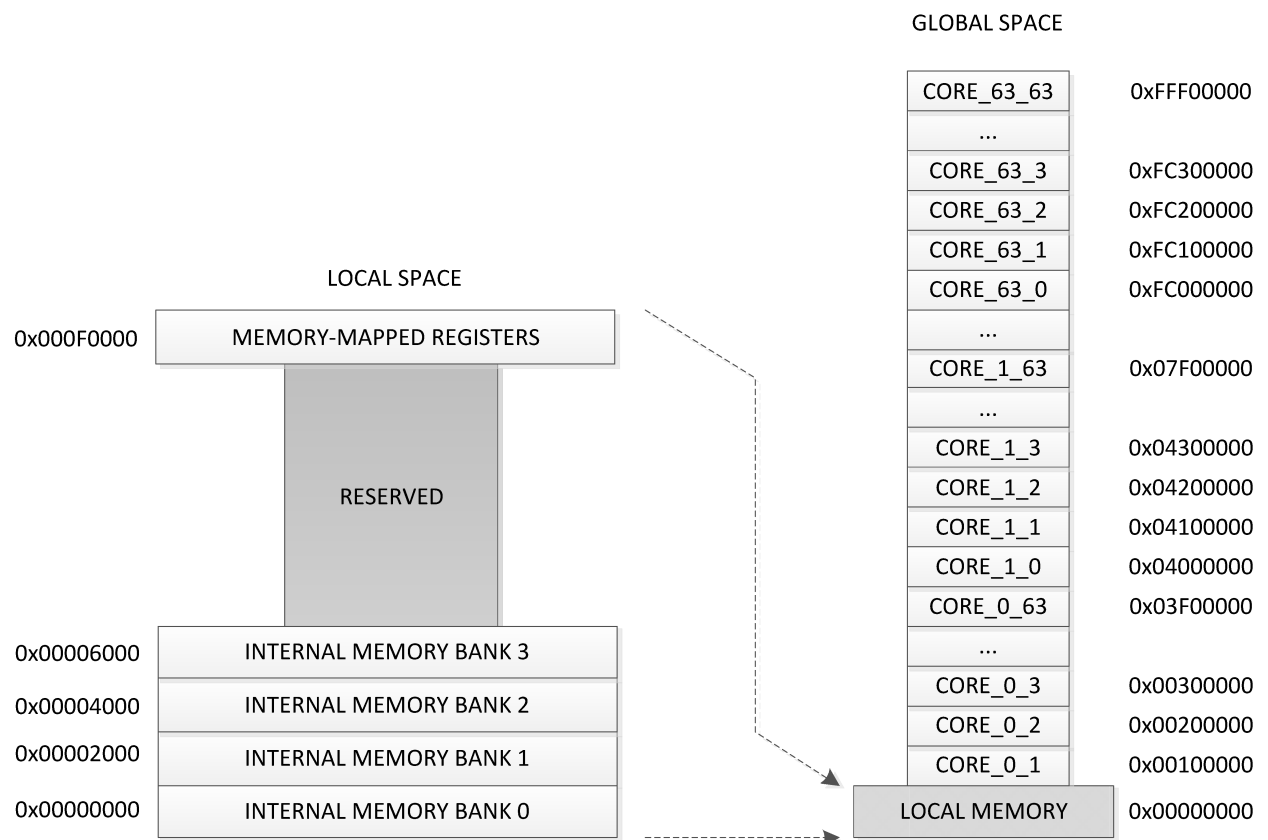 GLOBAL SPACE
CORE_63_63 0xFFF00000
...
CORE_63_3 0xFC300000
CORE_63_2 0xFC200000
CORE_63_1 0xFC100000
CORE_63_0 0xFC000000
...
CORE_1_63 0x07F00000
...
CORE_1_3 0x04300000
CORE_1_2 0x04200000
CORE_1_1 0x04100000
CORE_1_0 0x04000000
CORE_0_63 0x03F00000
...
CORE_0_3 0x00300000
CORE_0_2 0x00200000
CORE_0_1 0x00100000
LOCAL MEMORY 0x00000000
LOCAL SPACE
0x000F0000 MEMORY-MAPPED REGISTERS
RESERVED
0x00006000 INTERNAL MEMORY BANK 3
0x00004000 INTERNAL MEMORY BANK 2
0x00002000 INTERNAL MEMORY BANK 1
0x00000000 INTERNAL MEMORY BANK 0